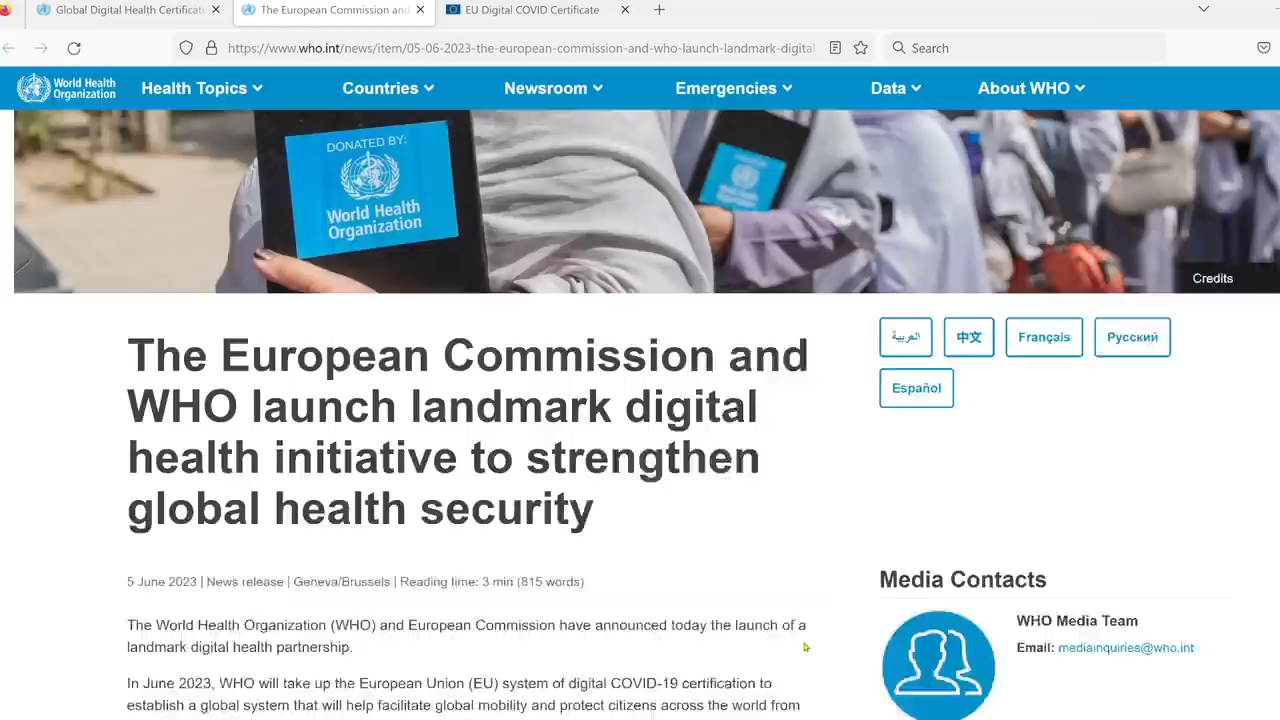 Global Digital Health Certificat
The European Commission and
EU Digital COVID Certificate
https://www.who.int/news/item/05-06-2023-the-european-commission-and-who-launch-landmark-digital
Search
World Health
Organization
Health Topics
Countries
Newsroom
Emergencies
Data
About WHO
DONATED BY:
World Health
Organization
Credits
The European Commission and
WHO launch landmark digital
health initiative to strengthen
global health security
العربية
中文
Français
Русский
Español
5 June 2023 | News release | Geneva/Brussels | Reading time: 3 min (815 words)
The World Health Organization (WHO) and European Commission have announced today the launch of a
landmark digital health partnership.
In June 2023, WHO will take up the European Union (EU) system of digital COVID-19 certification to
establish a global system that will help facilitate global mobility and protect citizens across the world from
Media Contacts
WHO Media Team
Email: mediainquiries@who.int